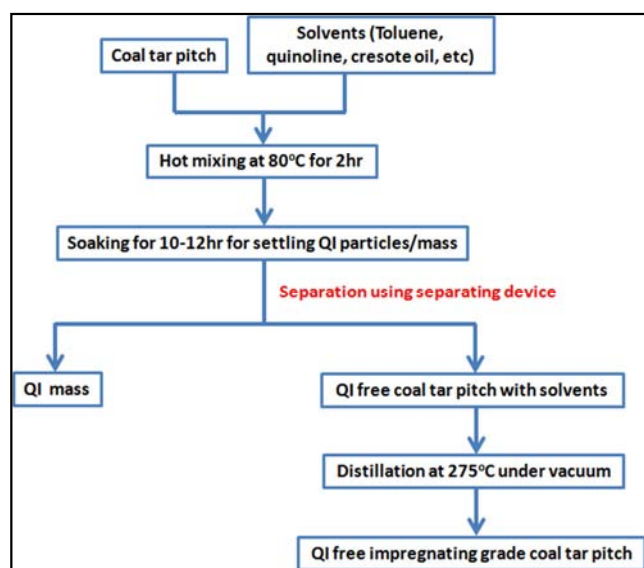 Coal tar pitch
Solvents (Toluene,
quinoline, cresote oil, etc)
Hot mixing at 80°C for 2hr
Soaking for 10-12hr for settling QI particles/mass
Separation using separating device
QI mass
QI free coal tar pitch with solvents
Distillation at 275°C under vacuum
QI free impregnating grade coal tar pitch